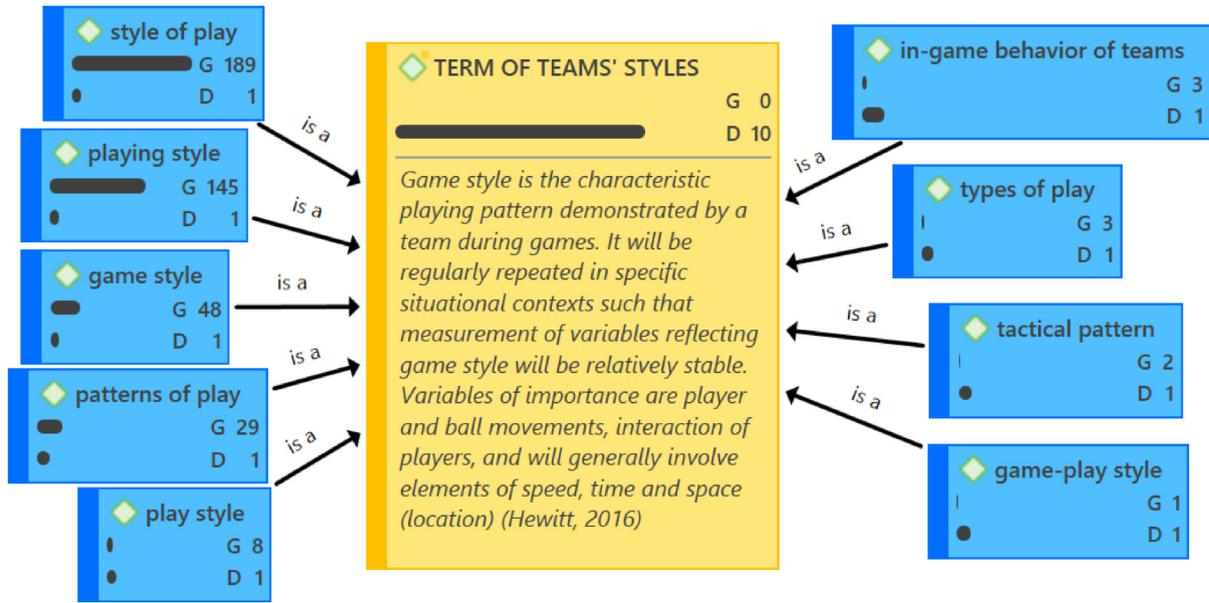 style of play
G 189
D 1
is a
playing style
G 145
D 1
is a
game style
G 48
D 1
is a
patterns of play
G 29
D 1
is a
play style
G 8
D 1
is a
TERM OF TEAMS' STYLES
G 0
D 10
Game style is the characteristic
playing pattern demonstrated by a
team during games. It will be
regularly repeated in specific
situational contexts such that
measurement of variables reflecting
game style will be relatively stable.
Variables of importance are player
and ball movements, interaction of
players, and will generally involve
elements of speed, time and space
(location) (Hewitt, 2016)
in-game behavior of teams
G 3
D 1
is a
types of play
G 3
D 1
is a
tactical pattern
G 2
D 1
is a
game-play style
G 1
D 1
is a